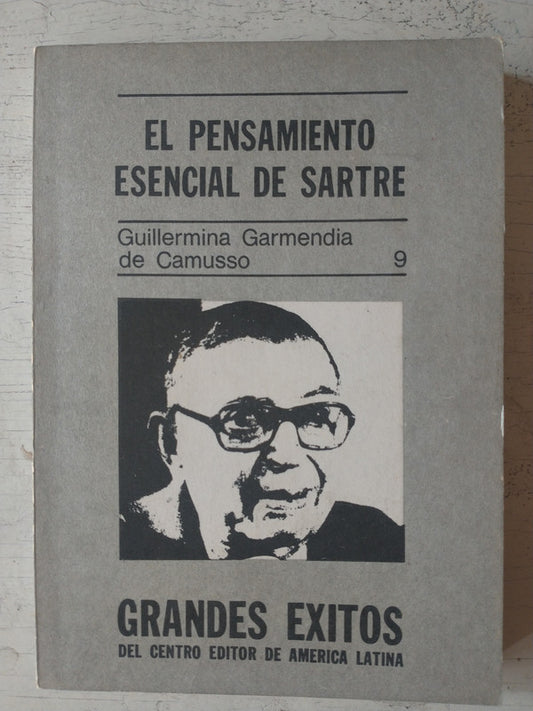 EL PENSAMIENTO
ESENCIAL DE SARTRE
Guillermina Garmendia
de Camusso 9
GRANDES EXITOS
DEL CENTRO EDITOR DE AMERICA LATINA